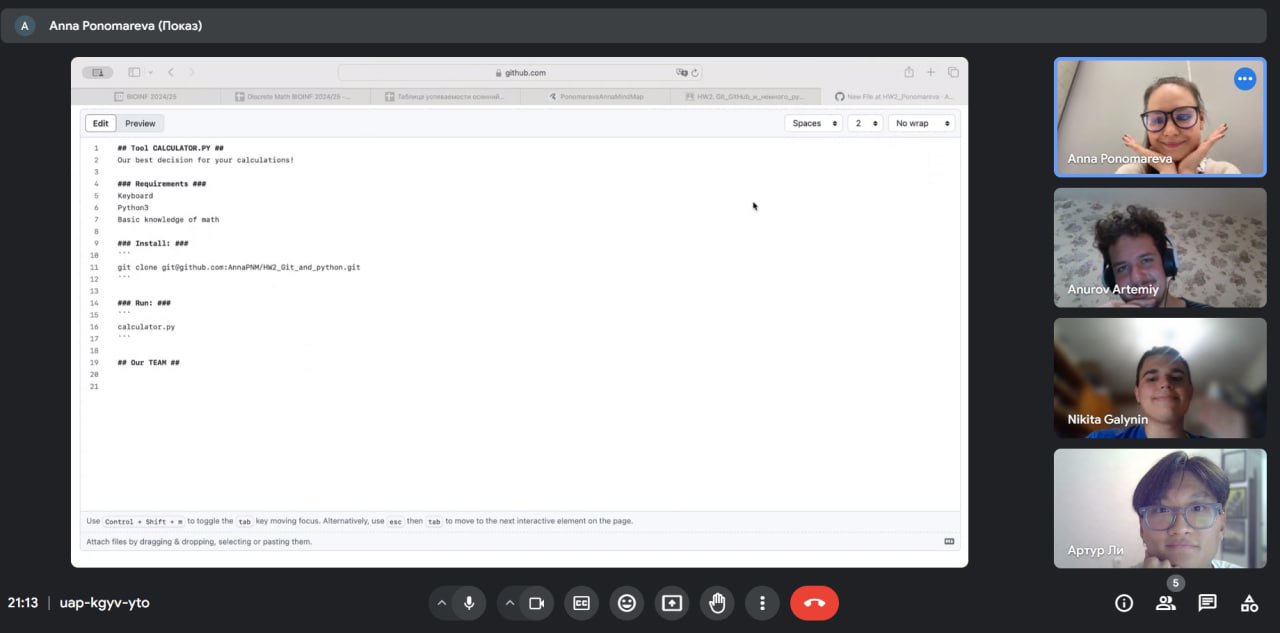 A Anna Ponomareva (Показ)
github.com
BIOINF 2024/25
Discrete Math BIOINF 2024/25 -...
Таблица успеваемости осенний...
PonomarevaAnnaMindMap
HW2. Git_GitHub_и_немного_py...
New File at HW2_Ponomareva · A...
Edit Preview Spaces 2 No wrap
1 ## Tool CALCULATOR.PY ##
2 Our best decision for your calculations!
3
4 ### Requirements ###
5 Keyboard
6 Python3
7 Basic knowledge of math
8
9 ### Install: ###
10 ```
11 git clone git@github.com:AnnaPNM/HW2_Git_and_python.git
12 ```
13
14 ### Run: ###
15 ```
16 calculator.py
17 ```
18
19 ## Our TEAM ##
20
21
Use Control + Shift + m to toggle the tab key moving focus. Alternatively, use esc then tab to move to the next interactive element on the page.
Attach files by dragging & dropping, selecting or pasting them.
Anna Ponomareva
Anurov Artemiy
Nikita Galynin
Артур Ли
21:13 | uap-kgyv-yto
CC
5